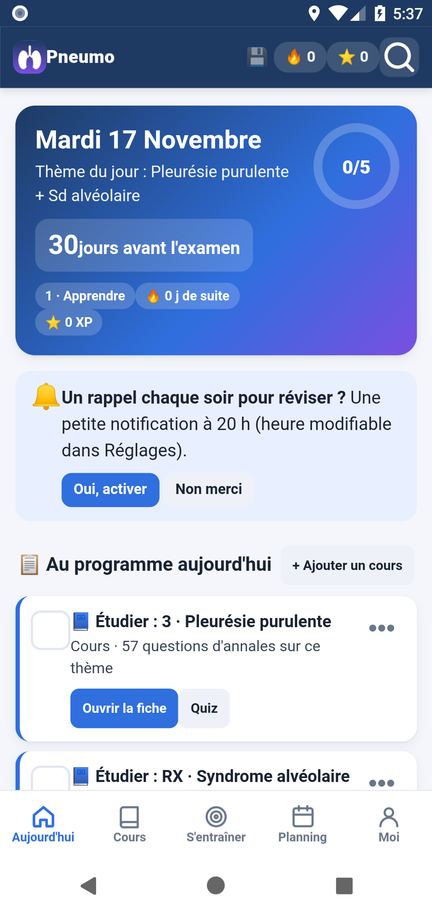 5:37
Pneumo
0
0
Mardi 17 Novembre
Thème du jour : Pleurésie purulente
+ Sd alvéolaire
0/5
30jours avant l'examen
1 · Apprendre
🔥 0 j de suite
⭐ 0 XP
Un rappel chaque soir pour réviser ? Une
petite notification à 20 h (heure modifiable
dans Réglages).
Oui, activer
Non merci
Au programme aujourd'hui
+ Ajouter un cours
Étudier : 3 · Pleurésie purulente
Cours · 57 questions d'annales sur ce
thème
Ouvrir la fiche
Quiz
Étudier : RX · Syndrome alvéolaire
Aujourd'hui
Cours
S'entraîner
Planning
Moi